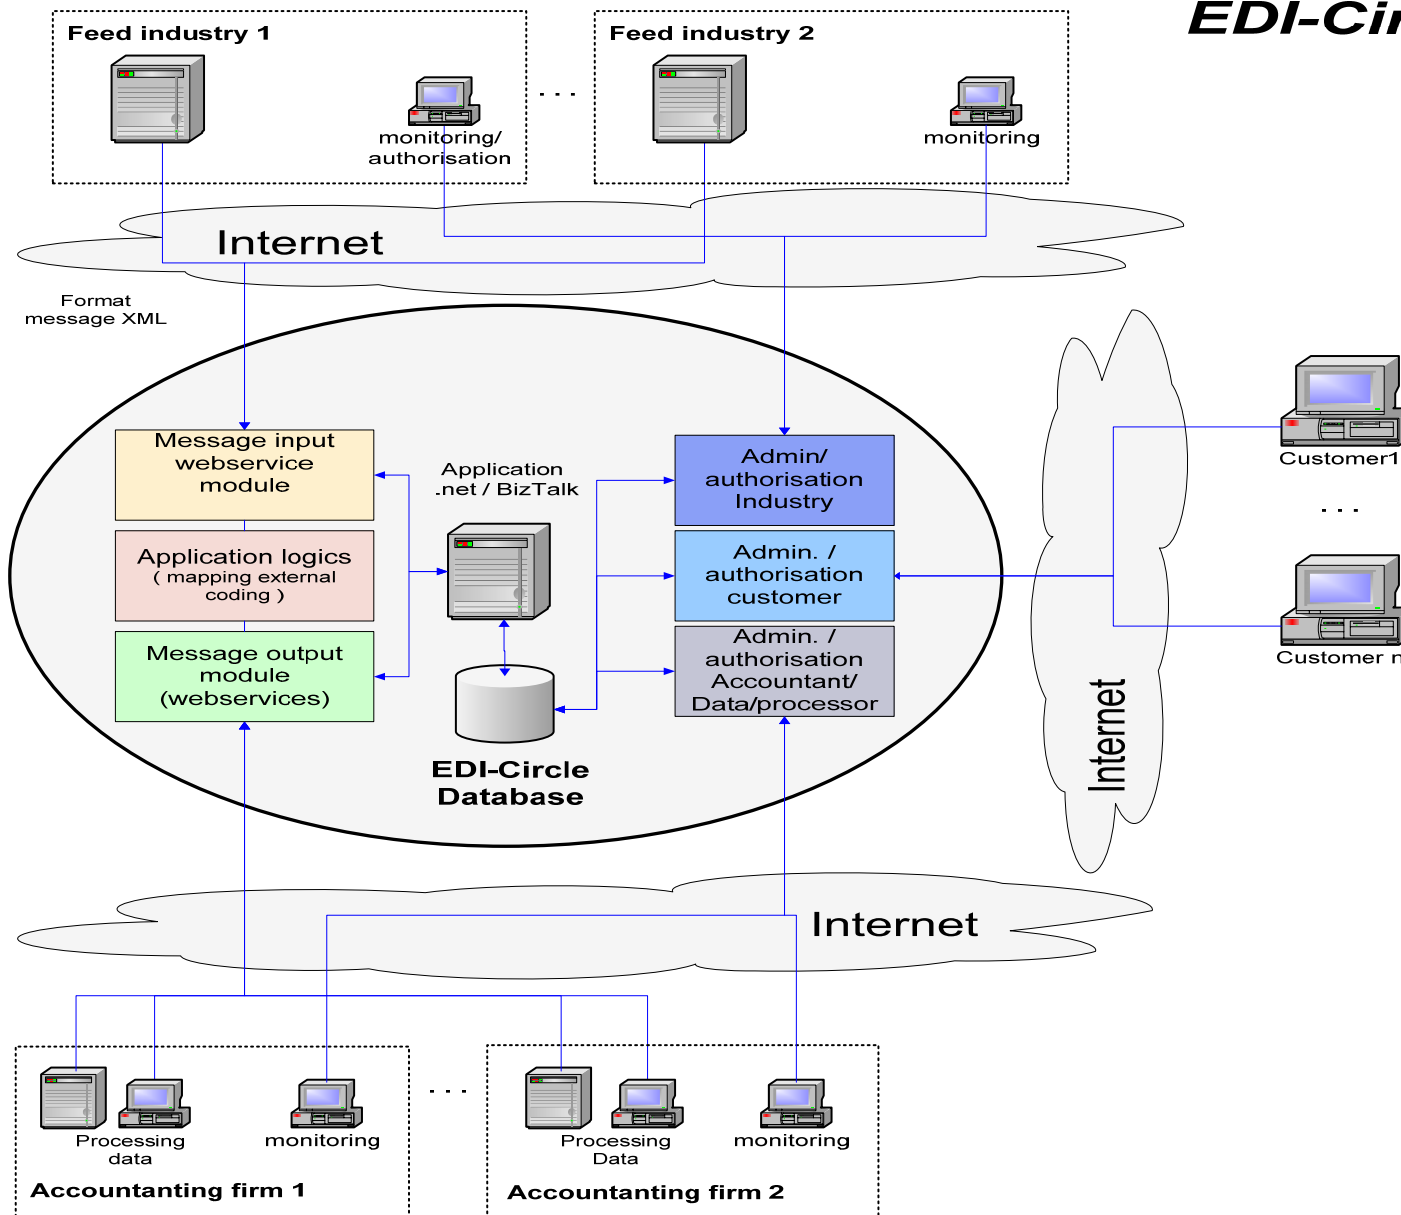 EDI-Cir
Feed industry 1
Feed industry 2
monitoring/
authorisation
. . .
monitoring
Internet
Format
message XML
Message input
webservice
module
Application
.net / BizTalk
Admin/
authorisation
Industry
Customer1
. . .
Application logics
( mapping external
coding )
Admin. /
authorisation
customer
Message output
module
(webservices)
Admin. /
authorisation
Accountant/
Data/processor
Customer n
Internet
EDI-Circle
Database
Internet
Processing
data
monitoring
. . .
Processing
Data
monitoring
Accountanting firm 1
Accountanting firm 2